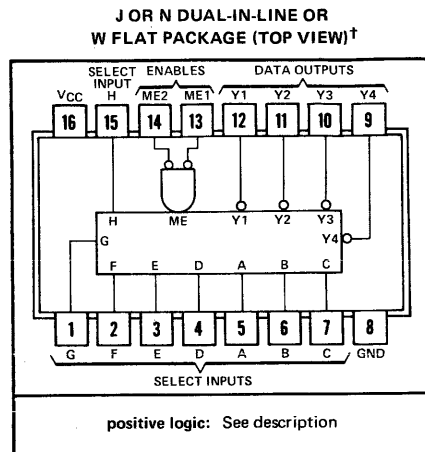 J OR N DUAL-IN-LINE OR
W FLAT PACKAGE (TOP VIEW)†
SELECT INPUT ENABLES DATA OUTPUTS
VCC H ME2 ME1 Y1 Y2 Y3 Y4
16 15 14 13 12 11 10 9
H ME Y1 Y2 Y3
G Y4
F E D A B C
1 2 3 4 5 6 7 8
G F E D A B C GND
SELECT INPUTS
positive logic: See description